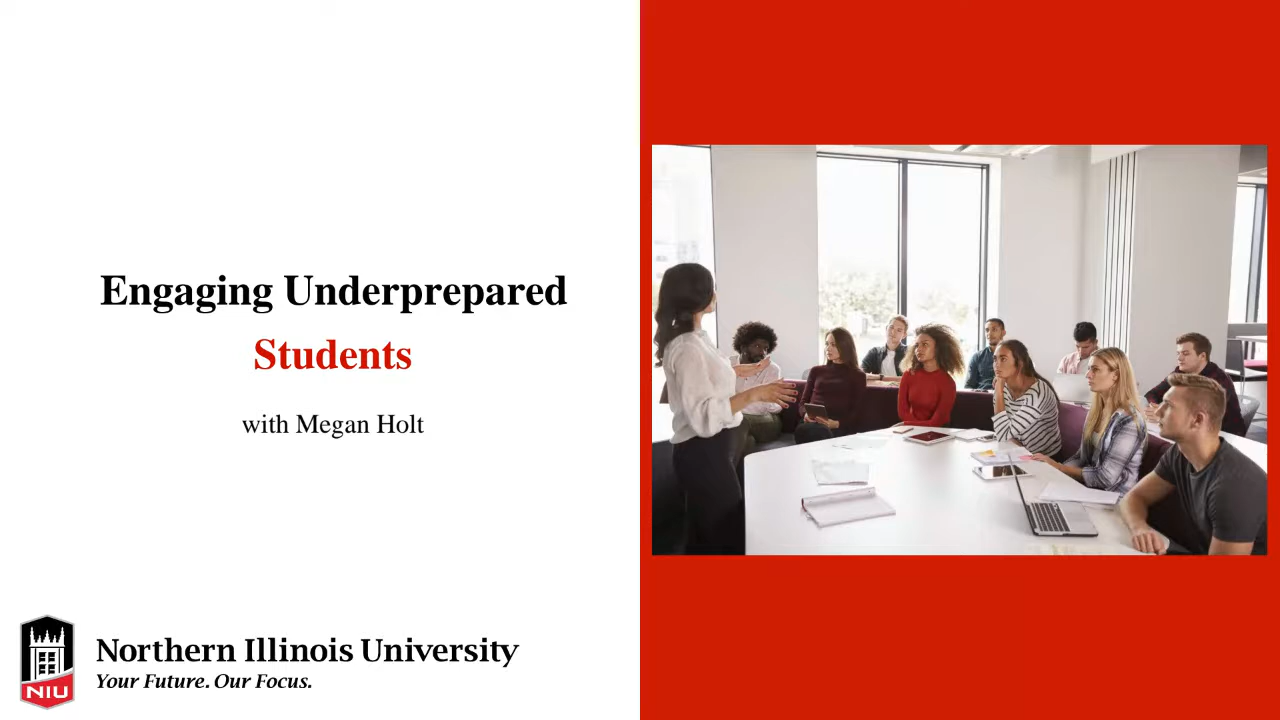 Engaging Underprepared
Students
with Megan Holt
Northern Illinois University
Your Future. Our Focus.
NIU